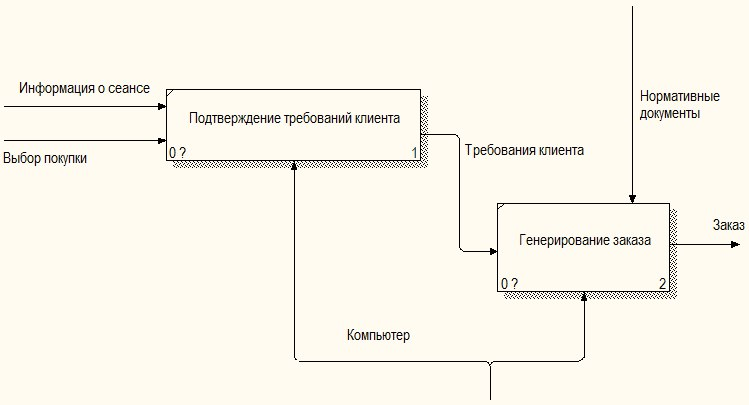 Информация о сеансе
Выбор покупки
Подтверждение требований клиента
0 ?
1
Требования клиента
Нормативные
документы
Генерирование заказа
0 ?
2
Заказ
Компьютер